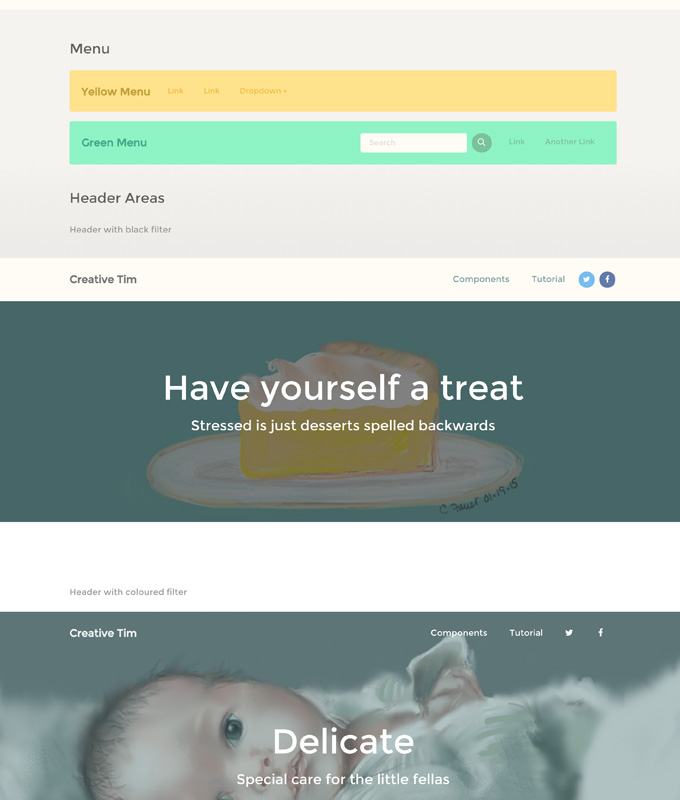 Menu
Yellow Menu Link Link Dropdown
Green Menu Search Link Another Link
Header Areas
Header with black filter
Creative Tim Components Tutorial
Have yourself a treat
Stressed is just desserts spelled backwards
01-19-15
Header with coloured filter
Creative Tim Components Tutorial
Delicate
Special care for the little fellas